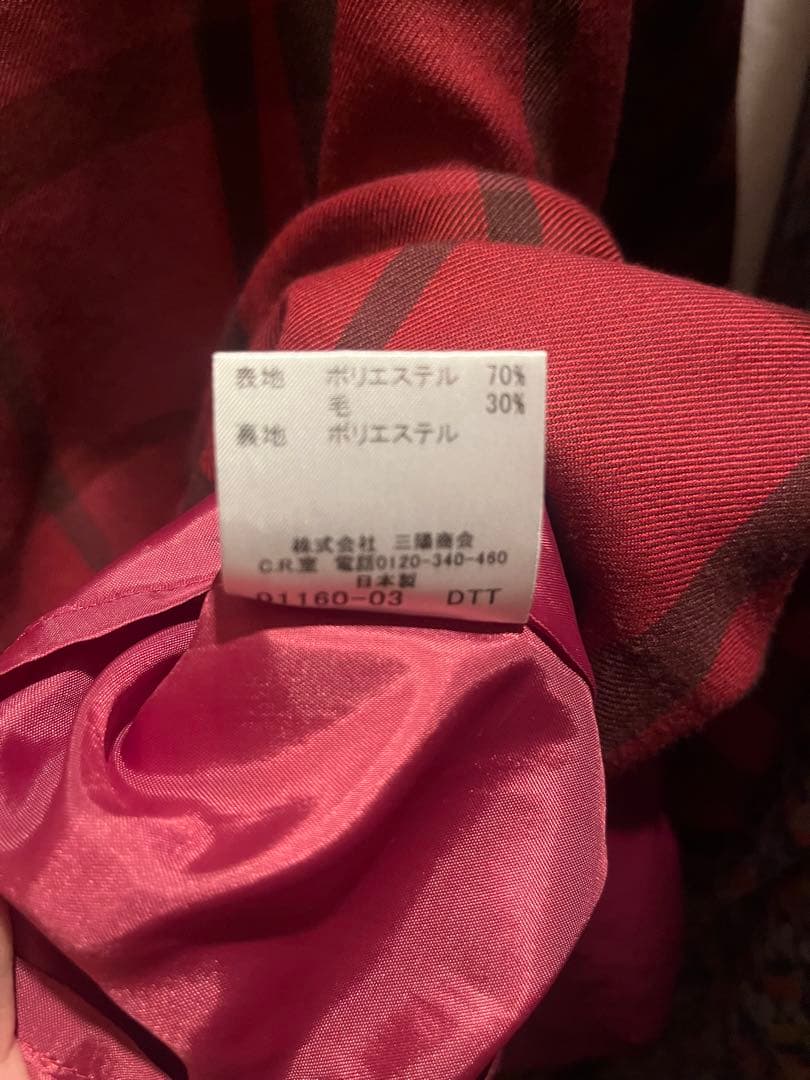 表地 ポリエステル 70%
毛 30%
裏地 ポリエステル
株式会社 三陽商会
C.R.室 電話0120-340-460
日本製
91160-03 DTT